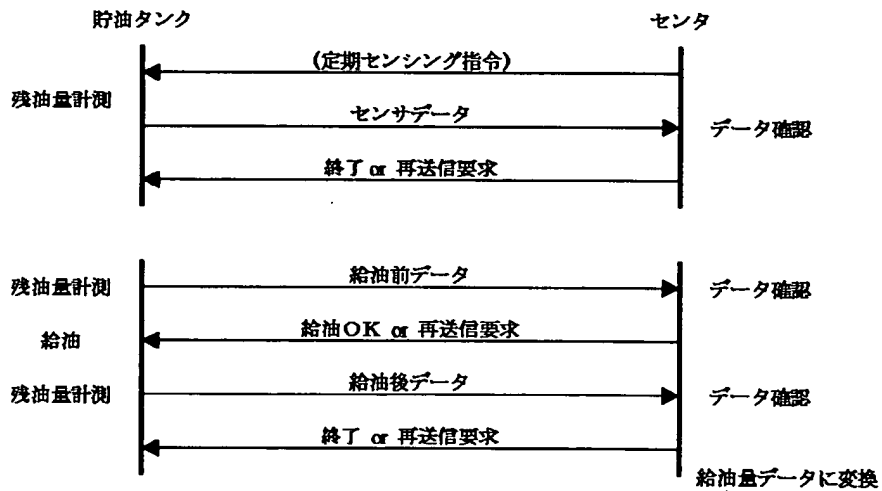 貯油タンク
センタ
(定期センシング指令)
残油量計測
センサデータ
データ確認
終了 or 再送信要求
残油量計測
給油前データ
データ確認
給油
給油OK or 再送信要求
残油量計測
給油後データ
データ確認
終了 or 再送信要求
給油量データに変換